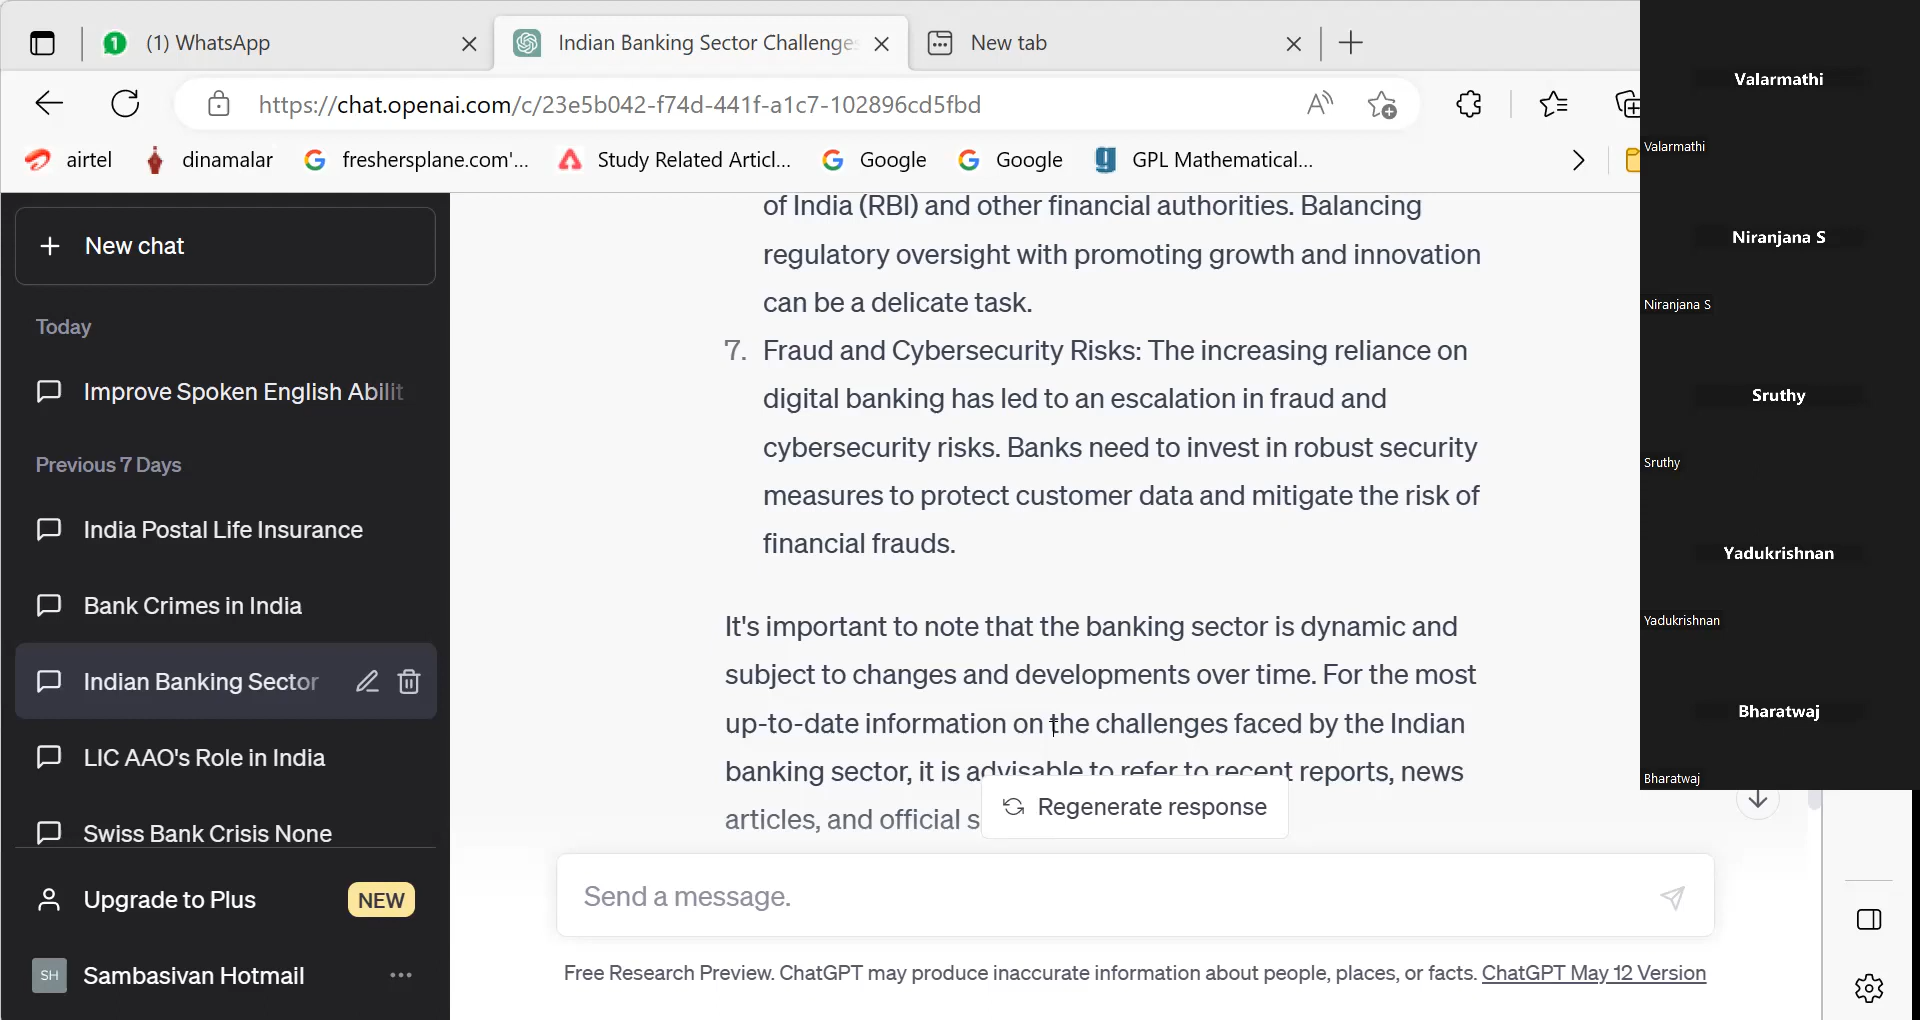 1 (1) WhatsApp
Indian Banking Sector Challenge
New tab
https://chat.openai.com/c/23e5b042-f74d-441f-a1c7-102896cd5fbd
airtel dinamalar freshersplane.com'... Study Related Articl... Google Google GPL Mathematical...
New chat
Today
Improve Spoken English Abilit
Previous 7 Days
India Postal Life Insurance
Bank Crimes in India
Indian Banking Sector
LIC AAO's Role in India
Swiss Bank Crisis None
Upgrade to Plus NEW
SH Sambasivan Hotmail
of India (RBI) and other financial authorities. Balancing
regulatory oversight with promoting growth and innovation
can be a delicate task.
7. Fraud and Cybersecurity Risks: The increasing reliance on
digital banking has led to an escalation in fraud and
cybersecurity risks. Banks need to invest in robust security
measures to protect customer data and mitigate the risk of
financial frauds.
It's important to note that the banking sector is dynamic and
subject to changes and developments over time. For the most
up-to-date information on the challenges faced by the Indian
banking sector, it is advisable to refer to recent reports, news
articles, and official s
Regenerate response
Send a message.
Free Research Preview. ChatGPT may produce inaccurate information about people, places, or facts. ChatGPT May 12 Version
Valarmathi
Valarmathi
Niranjana S
Niranjana S
Sruthy
Sruthy
Yadukrishnan
Yadukrishnan
Bharatwaj
Bharatwaj